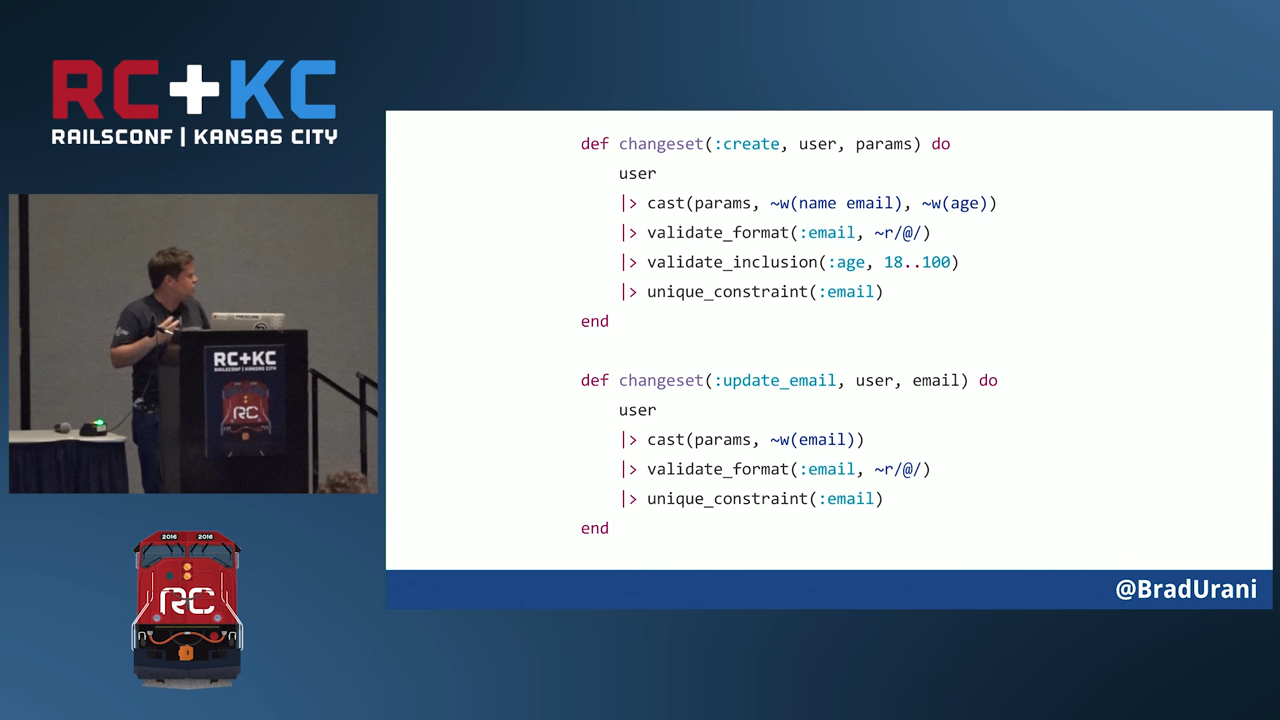 RC+KC
RAILSCONF | KANSAS CITY
def changeset(:create, user, params) do
user
|> cast(params, ~w(name email), ~w(age))
|> validate_format(:email, ~r/@/)
|> validate_inclusion(:age, 18..100)
|> unique_constraint(:email)
end
def changeset(:update_email, user, email) do
user
|> cast(params, ~w(email))
|> validate_format(:email, ~r/@/)
|> unique_constraint(:email)
end
@BradUrani
RC+KC
RAILSCONF | KANSAS CITY
RC
2016 2016
RC